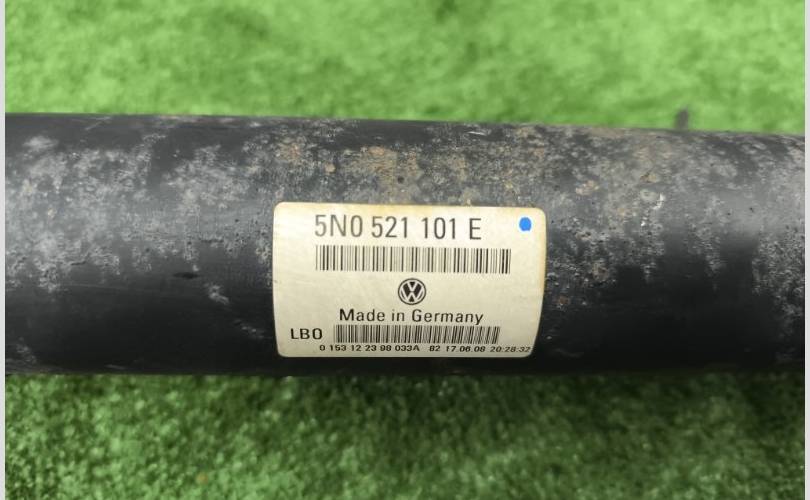 5N0 521 101 E
Made in Germany
LBO
0 153 12 23 98 033A 82 17.06.08 20:28:32